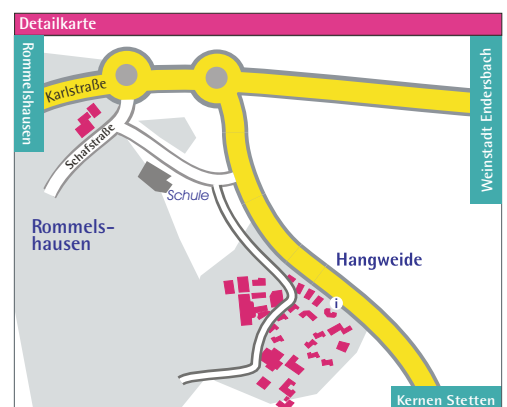 Detailkarte
Rommelshausen
Karlstraße
Weinstadt Endersbach
Schafstraße
Schule
Rommels-
hausen
Hangweide
i
Kernen Stetten